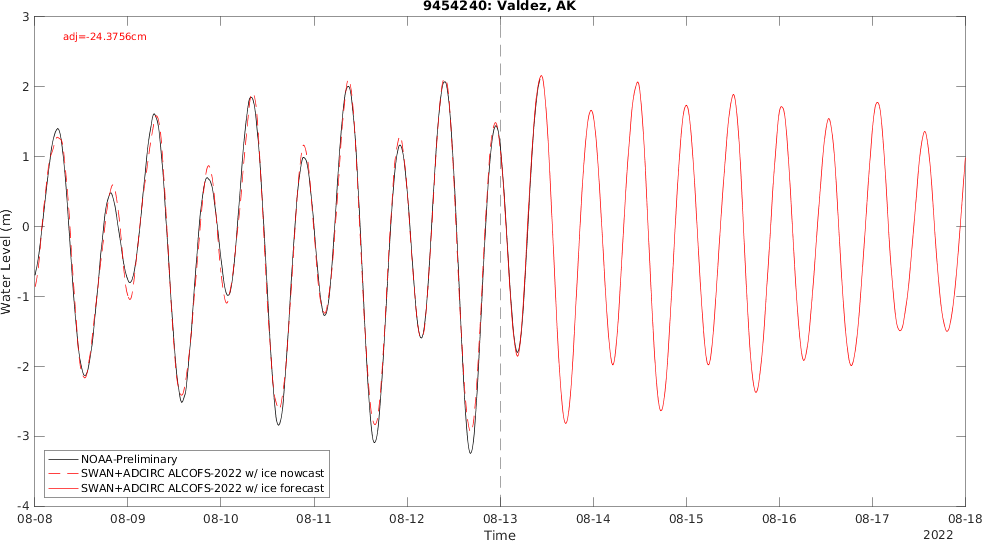 9454240: Valdez, AK
adj=-24.3756cm
3
2
1
0
-1
-2
-3
-4
Water Level (m)
NOAA-Preliminary
SWAN+ADCIRC ALCOFS-2022 w/ ice nowcast
SWAN+ADCIRC ALCOFS-2022 w/ ice forecast
08-08 08-09 08-10 08-11 08-12 08-13 08-14 08-15 08-16 08-17 08-18
Time
2022